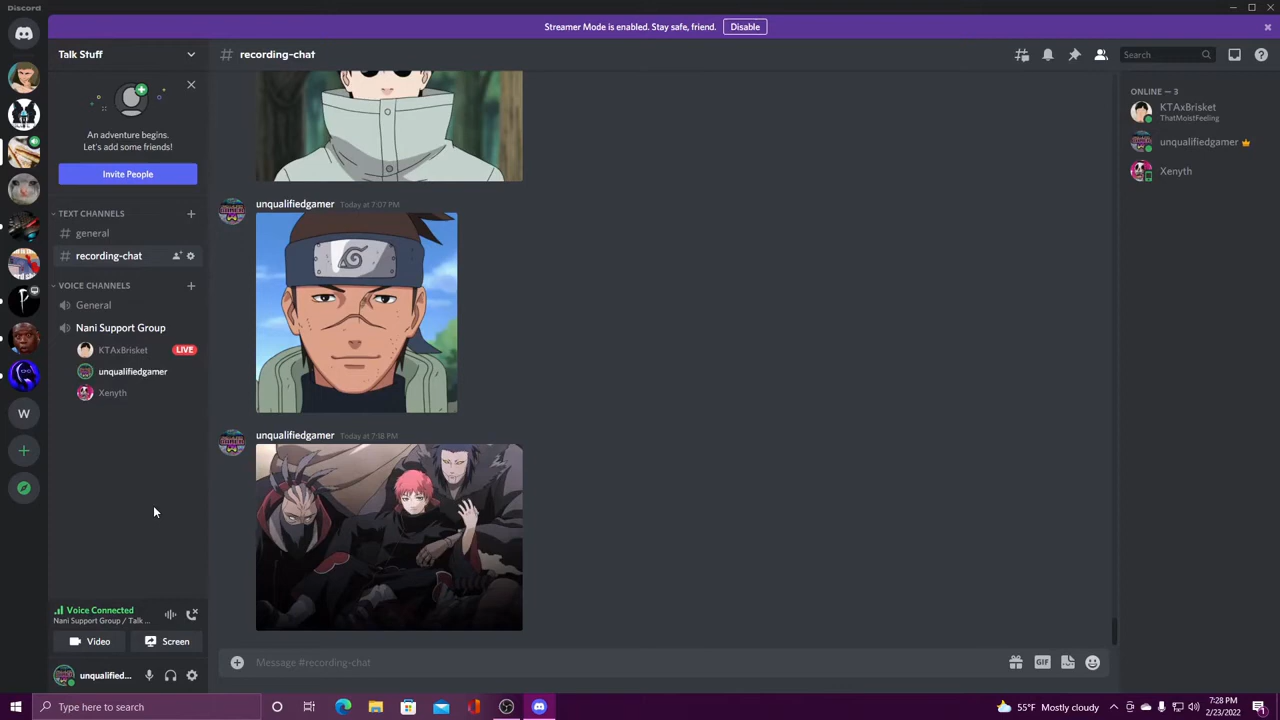 Discord
Streamer Mode is enabled. Stay safe, friend.
Disable
Talk Stuff
recording-chat
Search
An adventure begins.
Let's add some friends!
Invite People
TEXT CHANNELS
general
recording-chat
VOICE CHANNELS
General
Nani Support Group
KTAxBrisket
LIVE
unqualifiedgamer
Xenyth
W
Voice Connected
Nani Support Group / Talk ...
Video
Screen
unqualified...
unqualifiedgamer Today at 7:07 PM
unqualifiedgamer Today at 7:18 PM
Message #recording-chat
GIF
ONLINE — 3
KTAxBrisket
ThatMoistFeeling
unqualifiedgamer
Xenyth
Type here to search
55°F Mostly cloudy
7:28 PM
2/23/2022